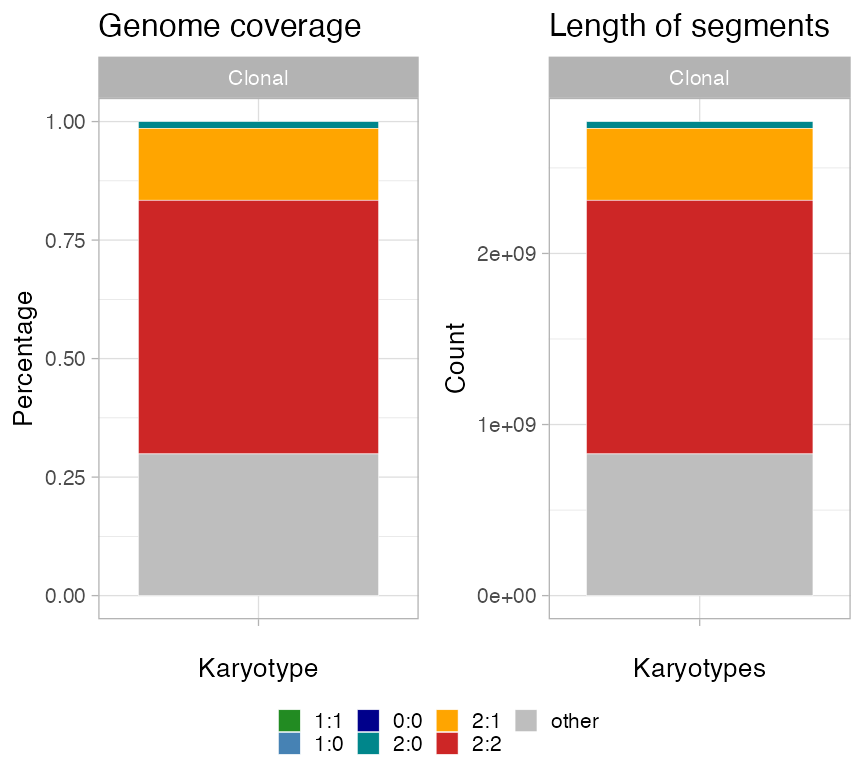 Genome coverage
Clonal
1.00
0.75
0.50
0.25
0.00
Percentage
Karyotype
Length of segments
Clonal
2e+09
1e+09
0e+00
Count
Karyotypes
1:1 0:0 2:1 other
1:0 2:0 2:2